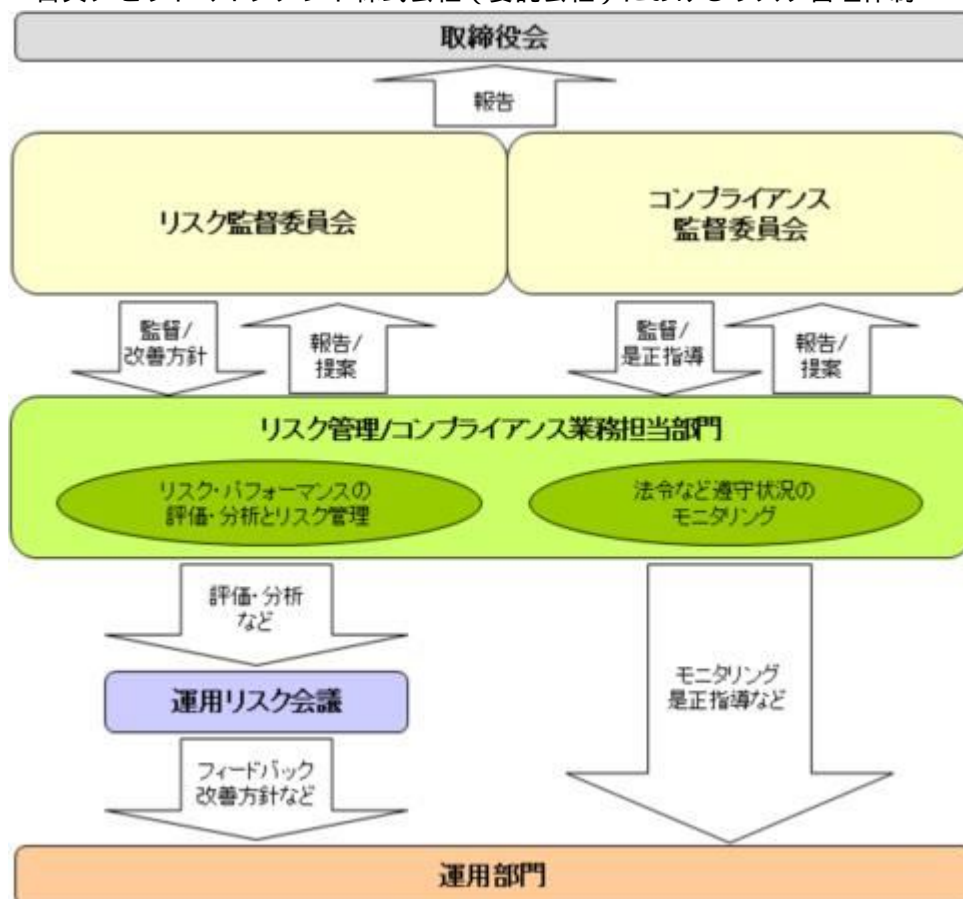 取締役会
報告
リスク監督委員会
コンプライアンス
監督委員会
監督/
改善方針
報告/
提案
監督/
是正指導
報告/
提案
リスク管理/コンプライアンス業務担当部門
リスク・パフォーマンスの
評価・分析とリスク管理
法令など遵守状況の
モニタリング
評価・分析
など
運用リスク会議
モニタリング
是正指導など
フィードバック
改善方針など
運用部門